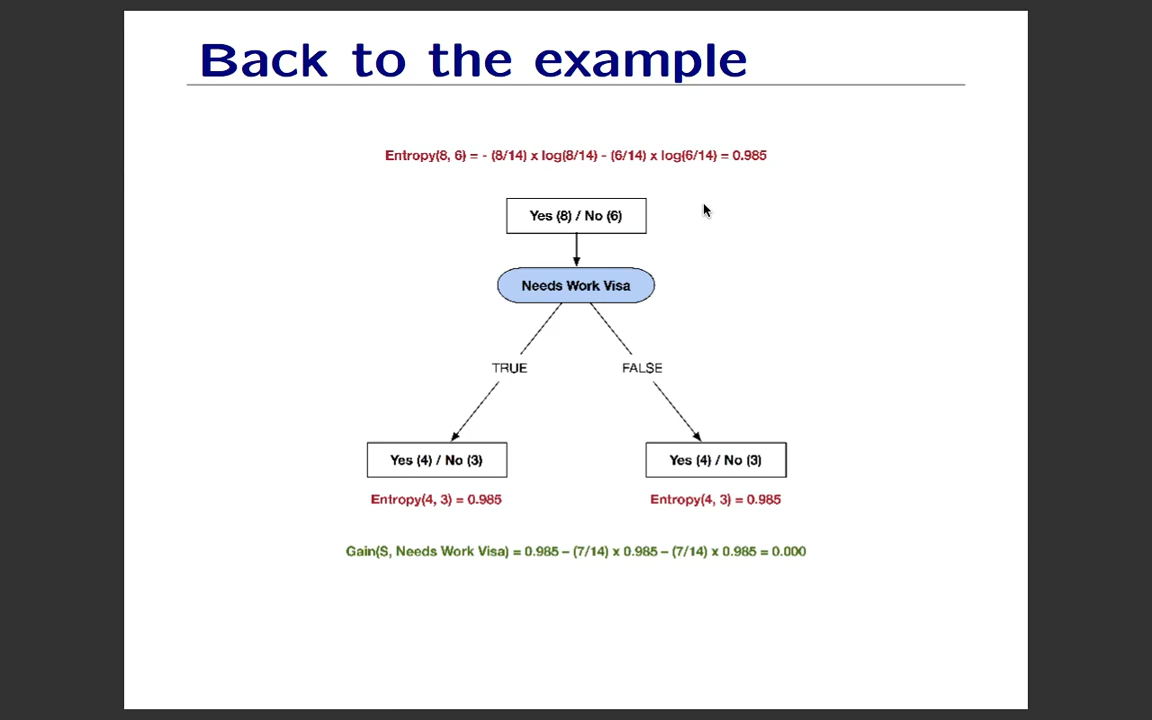 Back to the example
Entropy(8, 6) = - (8/14) x log(8/14) - (6/14) x log(6/14) = 0.985
Yes (8) / No (6)
Needs Work Visa
TRUE
FALSE
Yes (4) / No (3)
Yes (4) / No (3)
Entropy(4, 3) = 0.985
Entropy(4, 3) = 0.985
Gain(S, Needs Work Visa) = 0.985 – (7/14) x 0.985 – (7/14) x 0.985 = 0.000